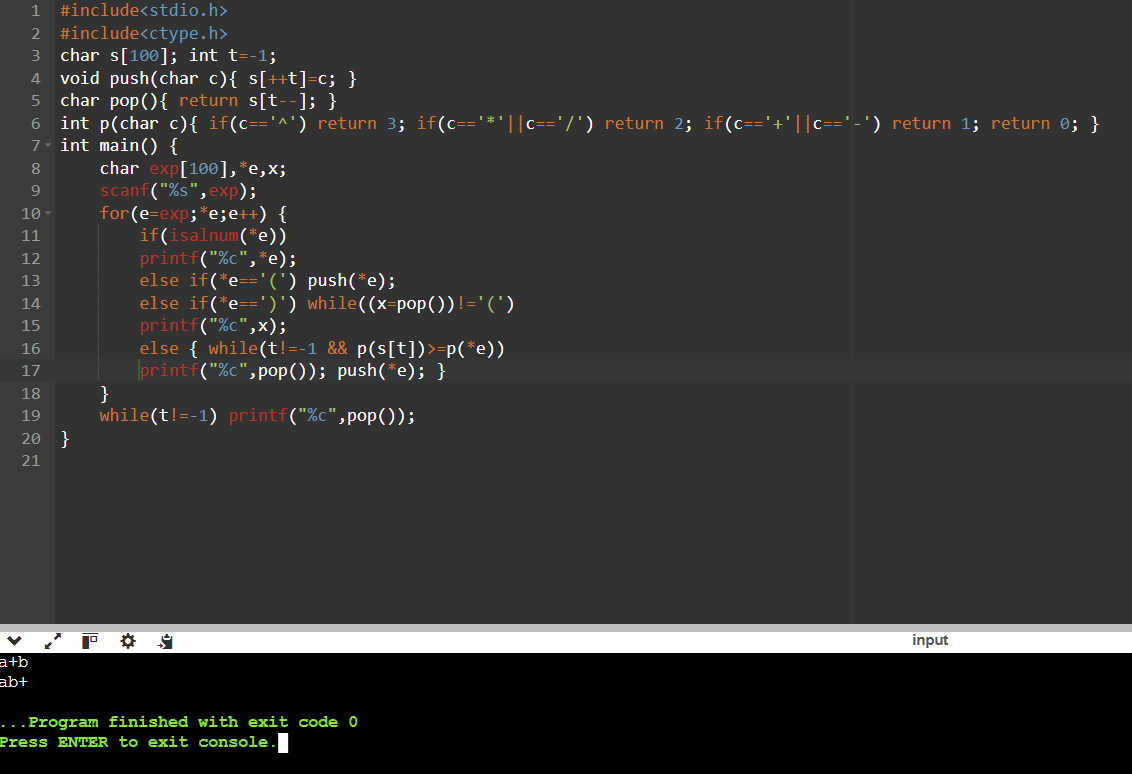 1 #include<stdio.h>
2 #include<ctype.h>
3 char s[100]; int t=-1;
4 void push(char c){ s[++t]=c; }
5 char pop(){ return s[t--]; }
6 int p(char c){ if(c=='^') return 3; if(c=='*'||c=='/') return 2; if(c=='+'||c=='-') return 1; return 0; }
7 int main() {
8     char exp[100],*e,x;
9     scanf("%s",exp);
10     for(e=exp;*e;e++) {
11         if(isalnum(*e))
12         printf("%c",*e);
13         else if(*e=='(') push(*e);
14         else if(*e==')') while((x=pop())!='(')
15         printf("%c",x);
16         else { while(t!=-1 && p(s[t])>=p(*e))
17         printf("%c",pop()); push(*e); }
18     }
19     while(t!=-1) printf("%c",pop());
20 }
21
input
a+b
ab+
...Program finished with exit code 0
Press ENTER to exit console.